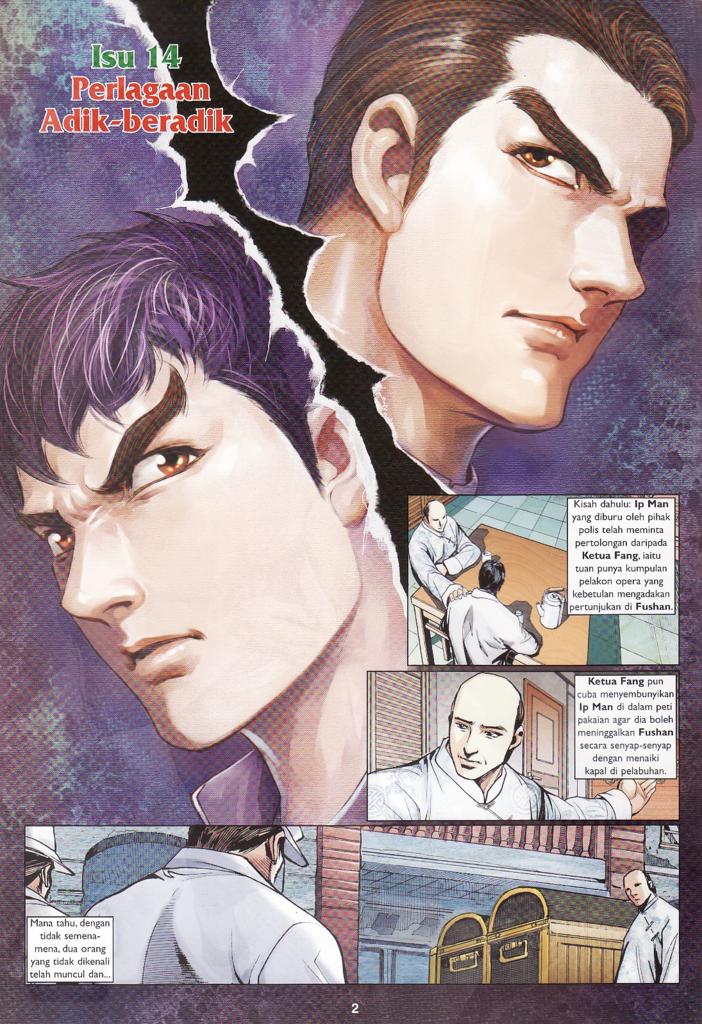 Isu 14
Perlagaan
Adik-beradik
Kisah dahulu: Ip Man
yang diburu oleh pihak
polis telah meminta
pertolongan daripada
Ketua Fang, iaitu
tuan punya kumpulan
pelakon opera yang
kebetulan mengadakan
pertunjukan di Fushan.
Ketua Fang pun
cuba menyembunyikan
Ip Man di dalam peti
pakaian agar dia boleh
meninggalkan Fushan
secara senyap-senyap
dengan menaiki
kapal di pelabuhan.
Mana tahu, dengan
tidak semena-
mena, dua orang
yang tidak dikenali
telah muncul dan...
2